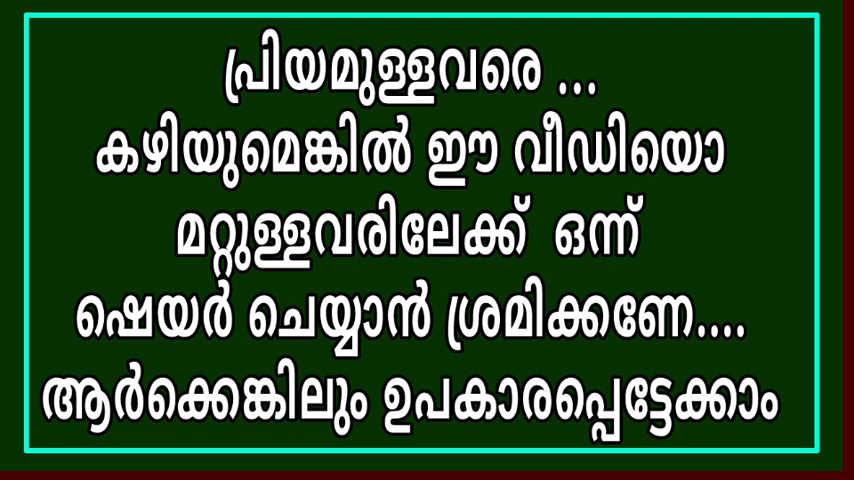 പ്രിയമുള്ളവരെ ...
കഴിയുമെങ്കിൽ ഈ വീഡിയൊ
മറ്റുള്ളവരിലേക്ക് ഒന്ന്
ഷെയർ ചെയ്യാൻ ശ്രമിക്കണേ....
ആർക്കെങ്കിലും ഉപകാരപ്പെട്ടേക്കാം